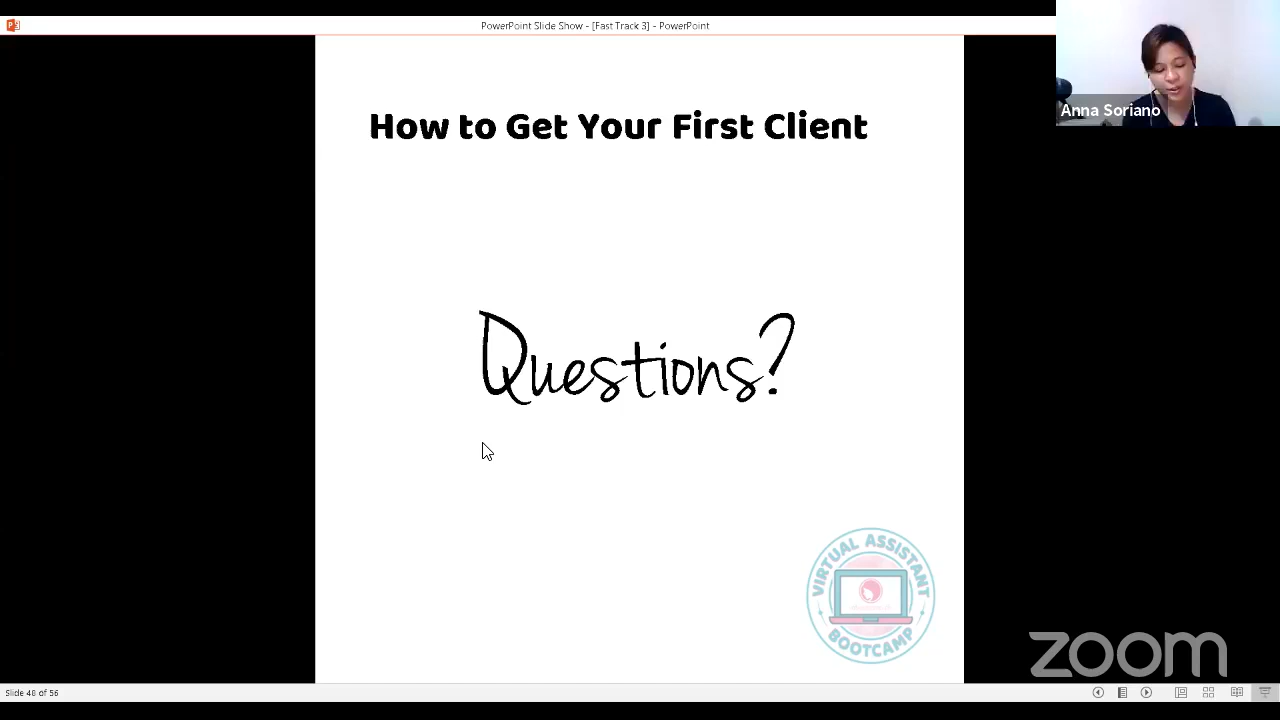 PowerPoint Slide Show - [Fast Track 3] - PowerPoint
Anna Soriano
How to Get Your First Client
Questions?
VIRTUAL ASSISTANT
BOOTCAMP
zoom
Slide 48 of 56